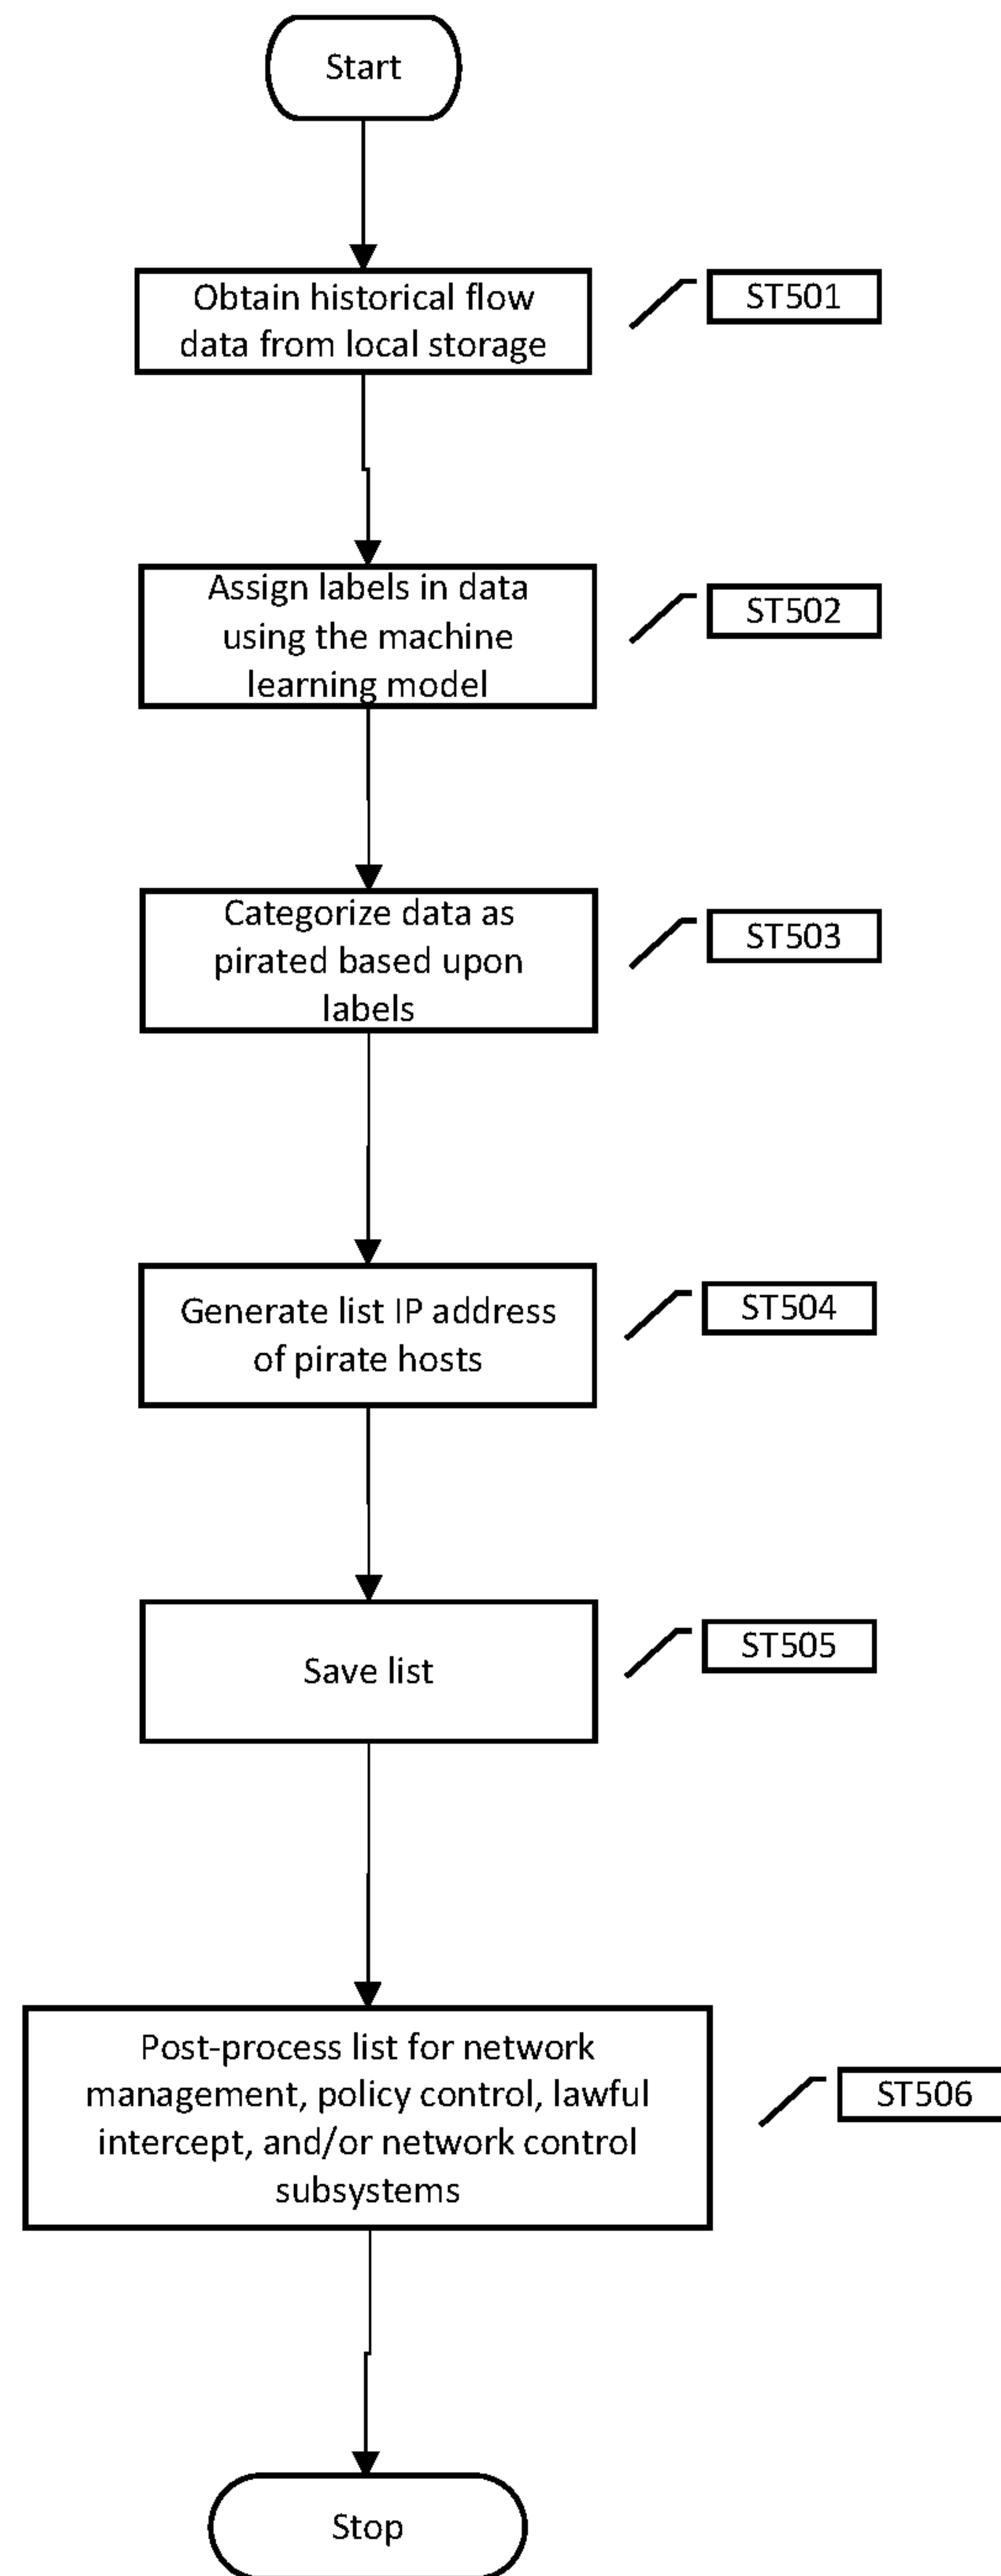 Start
Obtain historical flow
data from local storage
ST501
Assign labels in data
using the machine
learning model
ST502
Categorize data as
pirated based upon
labels
ST503
Generate list IP address
of pirate hosts
ST504
Save list
ST505
Post-process list for network
management, policy control, lawful
intercept, and/or network control
subsystems
ST506
Stop